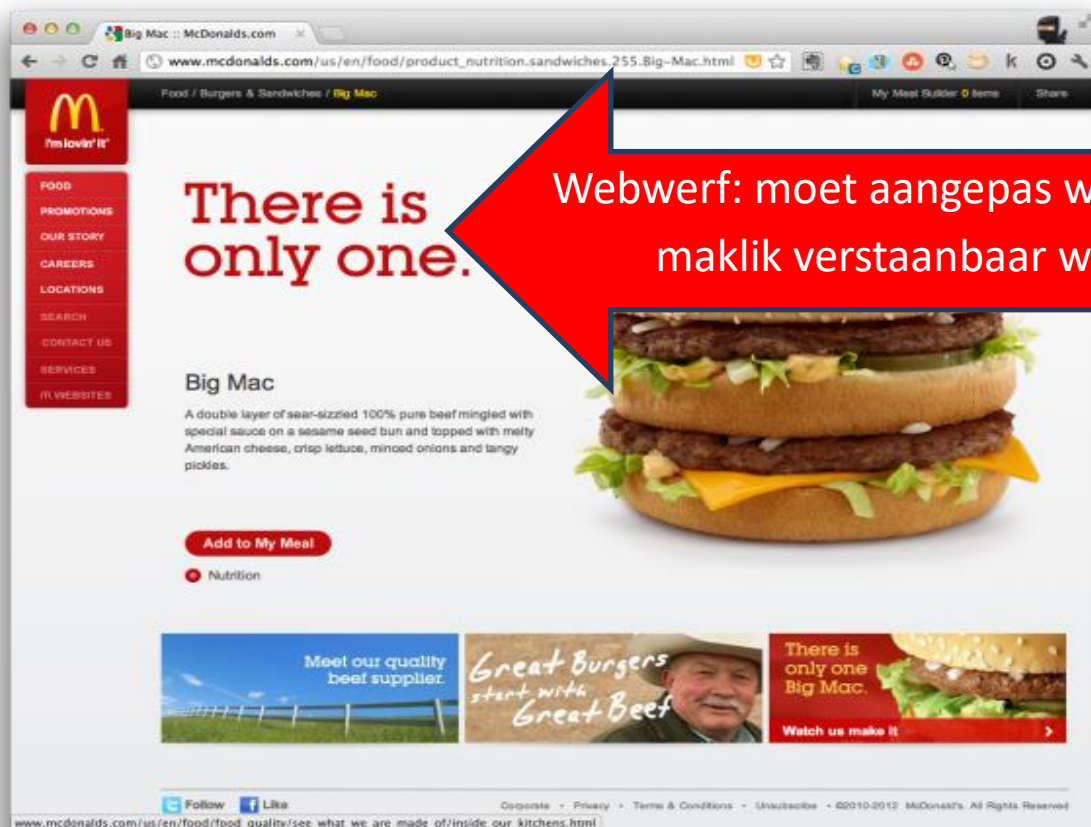 Big Mac :: McDonalds.com
www.mcdonalds.com/us/en/food/product_nutrition.sandwiches.255.Big-Mac.html
Food / Burgers & Sandwiches / Big Mac
My Meal Builder 0 Items
Share
M
i'm lovin' it
FOOD
PROMOTIONS
OUR STORY
CAREERS
LOCATIONS
SEARCH
CONTACT US
SERVICES
m WEBSITES
There is
only one.
Webwerf: moet aangepas w
maklik verstaanbaar w
Big Mac
A double layer of sear-sizzled 100% pure beef mingled with
special sauce on a sesame seed bun and topped with melty
American cheese, crisp lettuce, minced onions and tangy
pickles.
Add to My Meal
Nutrition
Meet our quality
beef supplier.
Great Burgers
start with
Great Beef
There is
only one
Big Mac.
Watch us make it
Follow
Like
Corporate • Privacy • Terms & Conditions • Unsubscribe • ©2010-2012 McDonald's. All Rights Reserved
www.mcdonalds.com/us/en/food/food_quality/see_what_we_are_made_of/inside_our_kitchens.html